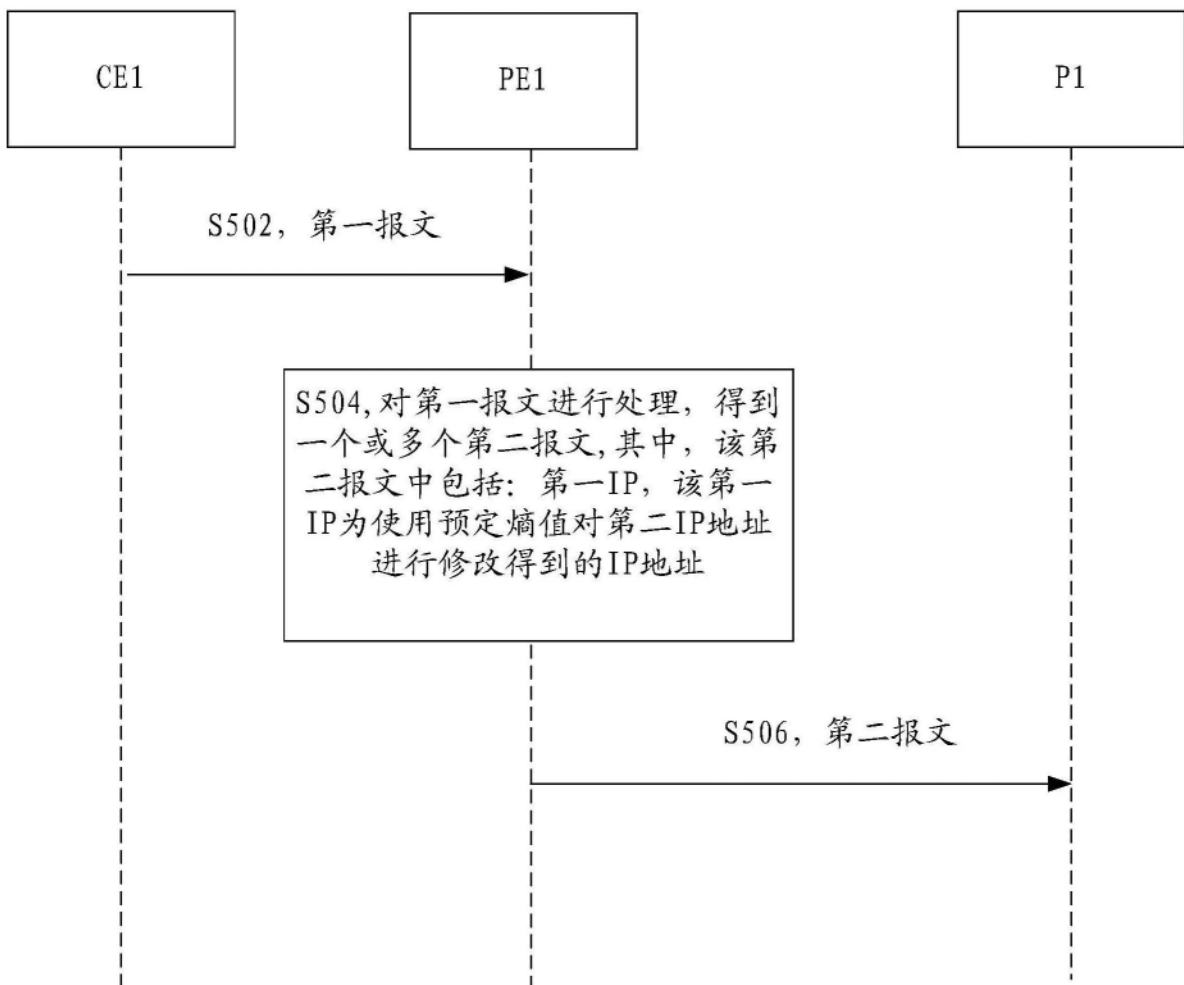 CE1
PE1
P1
S502, 第一报文
S504,对第一报文进行处理, 得到
一个或多个第二报文,其中, 该第
二报文中包括: 第一IP, 该第一
IP为使用预定熵值对第二IP地址
进行修改得到的IP地址
S506, 第二报文